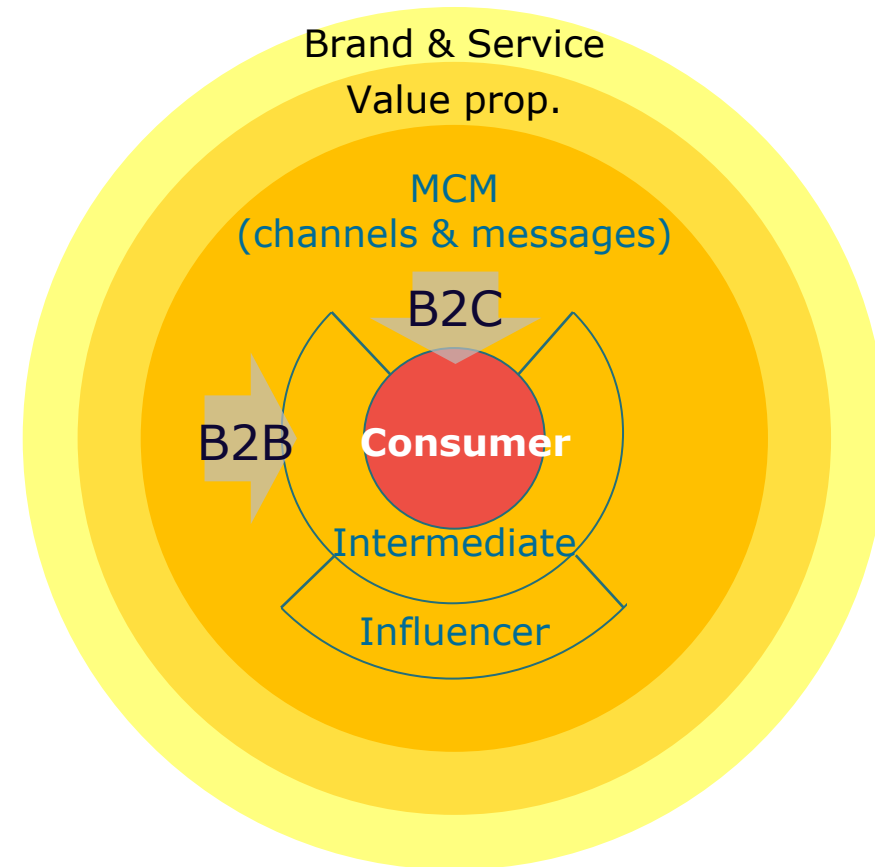 Brand & Service
Value prop.
MCM
(channels & messages)
B2C
B2B
Consumer
Intermediate
Influencer